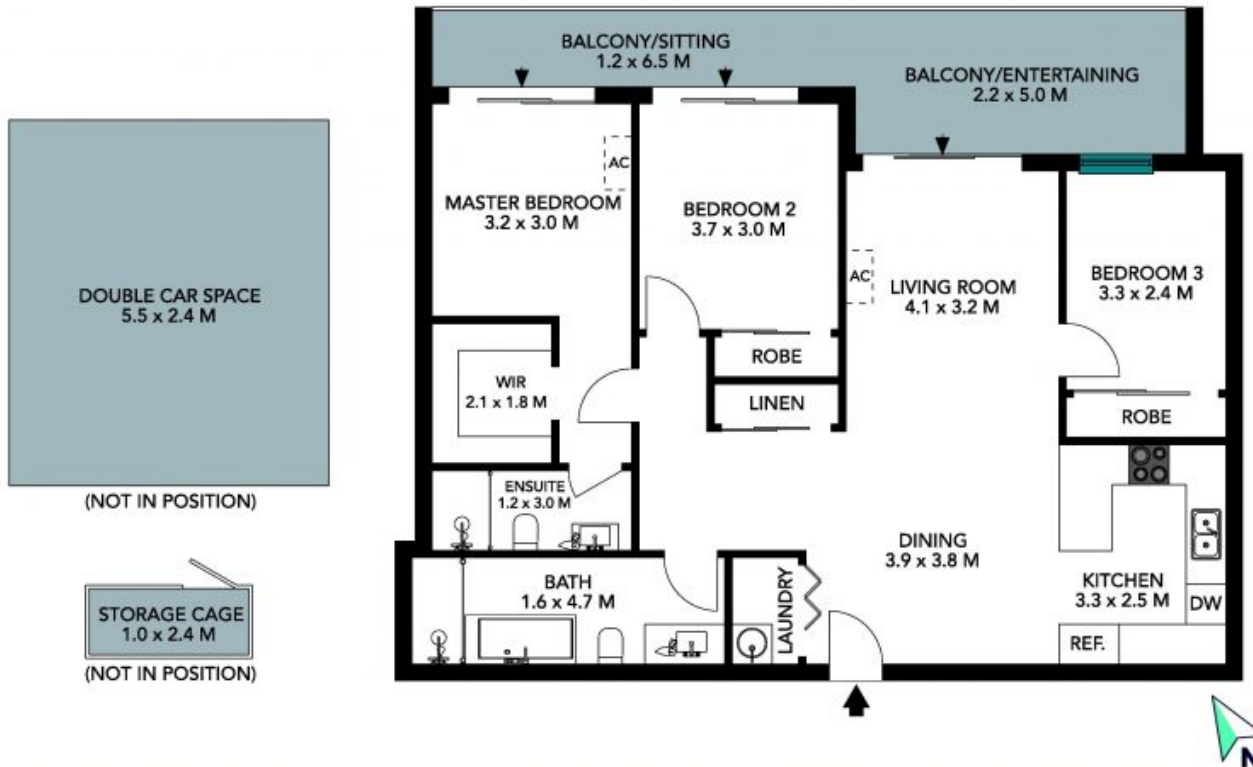 BALCONY/SITTING
1.2 x 6.5 M
BALCONY/ENTERTAINING
2.2 x 5.0 M
AC
MASTER BEDROOM
3.2 x 3.0 M
BEDROOM 2
3.7 x 3.0 M
AC
LIVING ROOM
4.1 x 3.2 M
BEDROOM 3
3.3 x 2.4 M
DOUBLE CAR SPACE
5.5 x 2.4 M
(NOT IN POSITION)
WIR
2.1 x 1.8 M
ROBE
LINEN
ROBE
ENSUITE
1.2 x 3.0 M
DINING
3.9 x 3.8 M
BATH
1.6 x 4.7 M
LAUNDRY
KITCHEN
3.3 x 2.5 M
DW
REF.
STORAGE CAGE
1.0 x 2.4 M
(NOT IN POSITION)
N